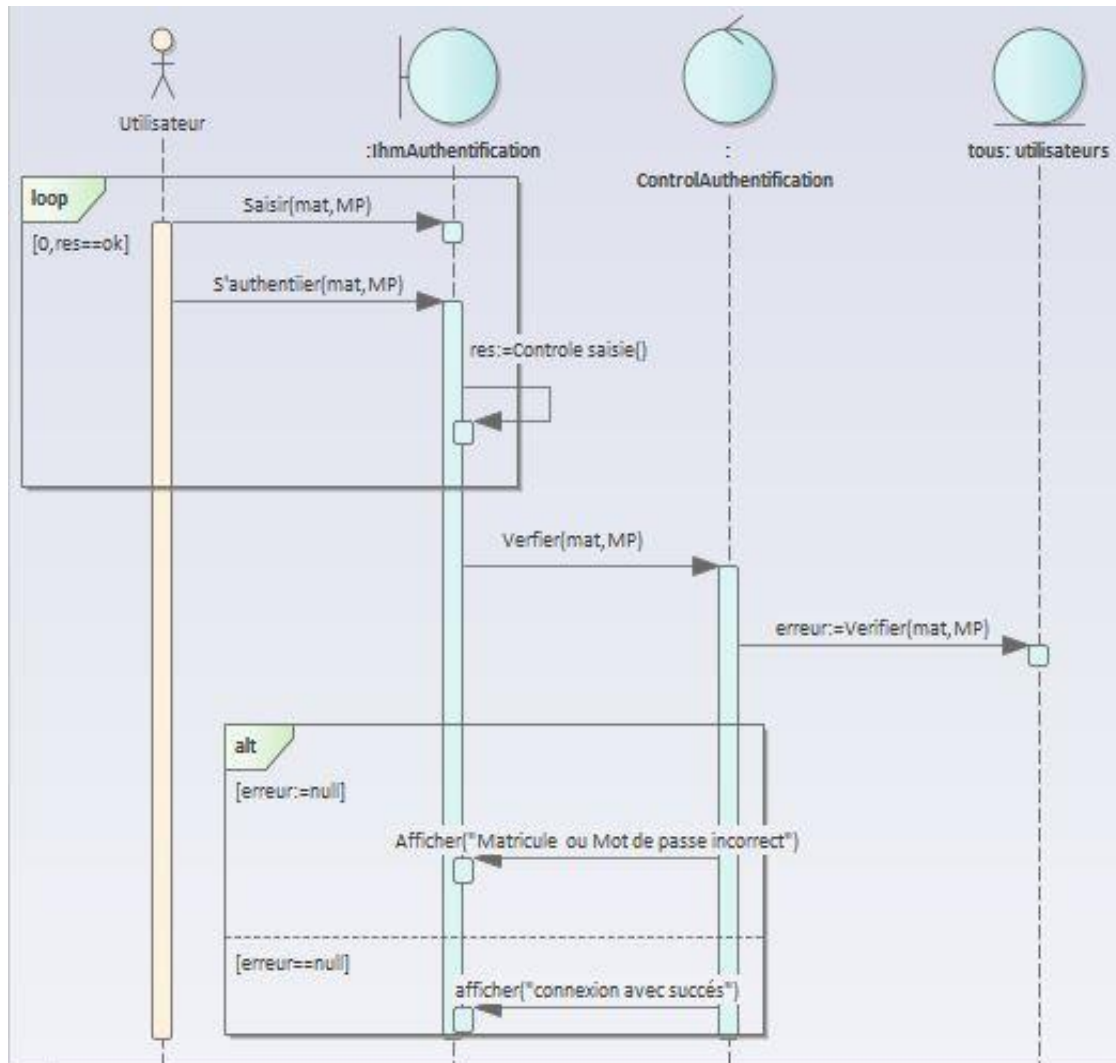 Utilisateur
:IhmAuthentification
:
ControlAuthentification
tous: utilisateurs
loop
[0,res==ok]
Saisir(mat,MP)
S'authentiier(mat,MP)
res:=Controle saisie()
Verfier(mat,MP)
erreur:=Verifier(mat,MP)
alt
[erreur:=null]
Afficher("Matricule ou Mot de passe incorrect")
[erreur==null]
afficher("connexion avec succés")